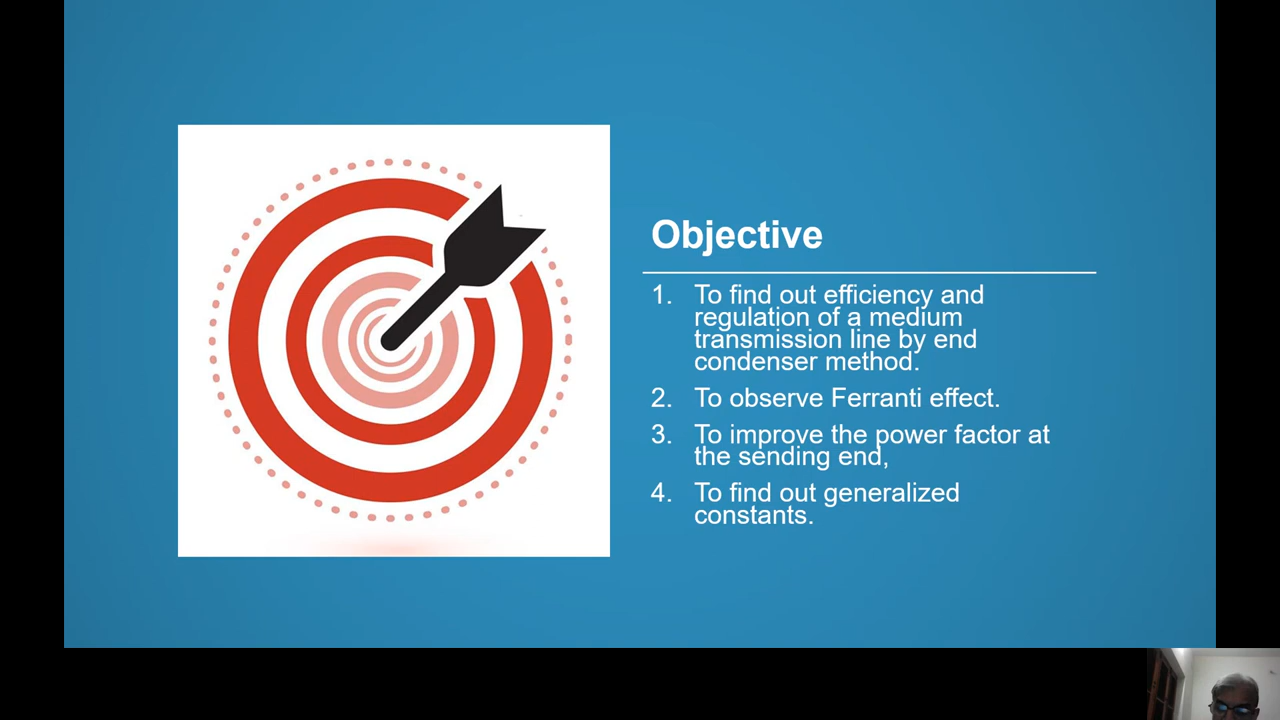 Objective
1. To find out efficiency and
regulation of a medium
transmission line by end
condenser method.
2. To observe Ferranti effect.
3. To improve the power factor at
the sending end,
4. To find out generalized
constants.